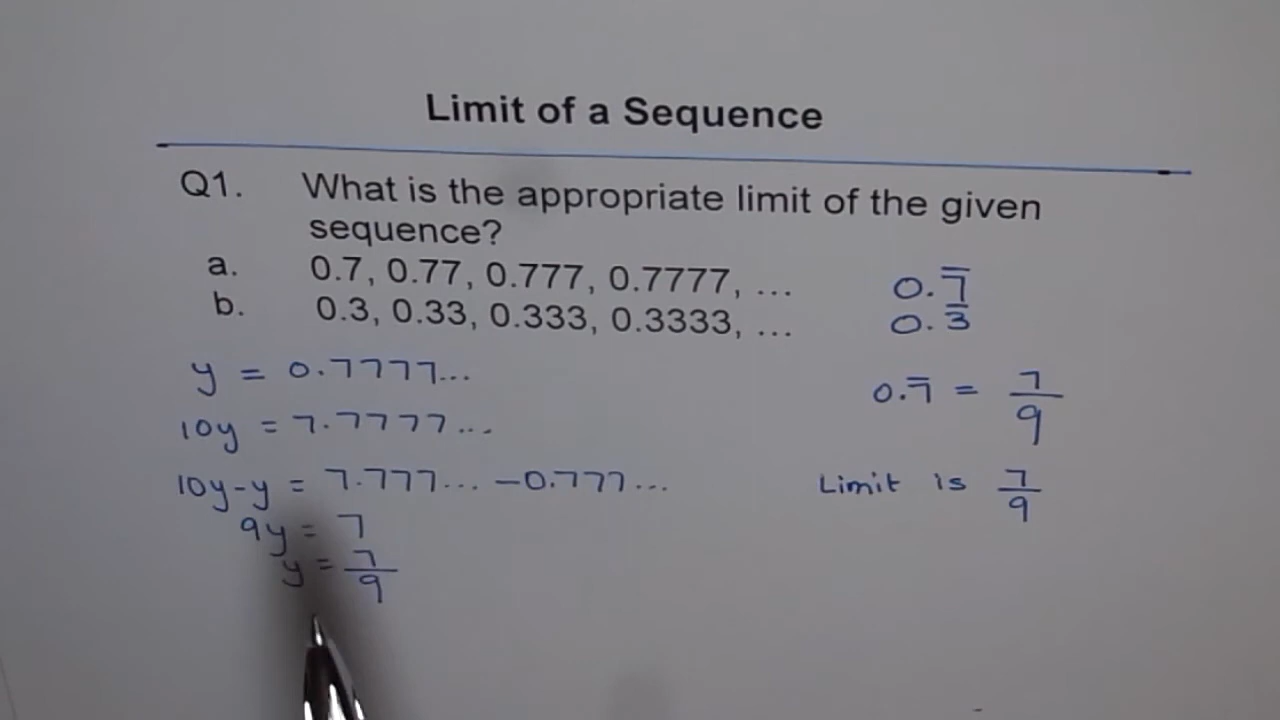 Limit of a Sequence
Q1. What is the appropriate limit of the given
sequence?
a. 0.7, 0.77, 0.777, 0.7777, ... 0.7̅
b. 0.3, 0.33, 0.333, 0.3333, ... 0.3̅
y = 0.7777...
10y = 7.7777...
0.7̅ = 7/9
10y-y = 7.777... -0.777...
Limit is 7/9
9y = 7
y = 7/9